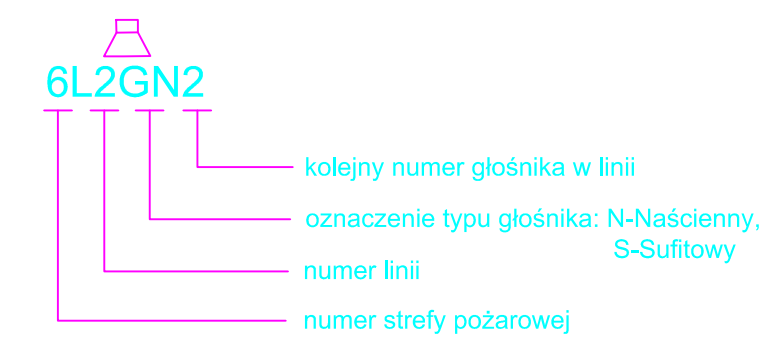 6L2GN2
kolejny numer głośnika w linii
oznaczenie typu głośnika: N-Naścienny,
S-Sufitowy
numer linii
numer strefy pożarowej